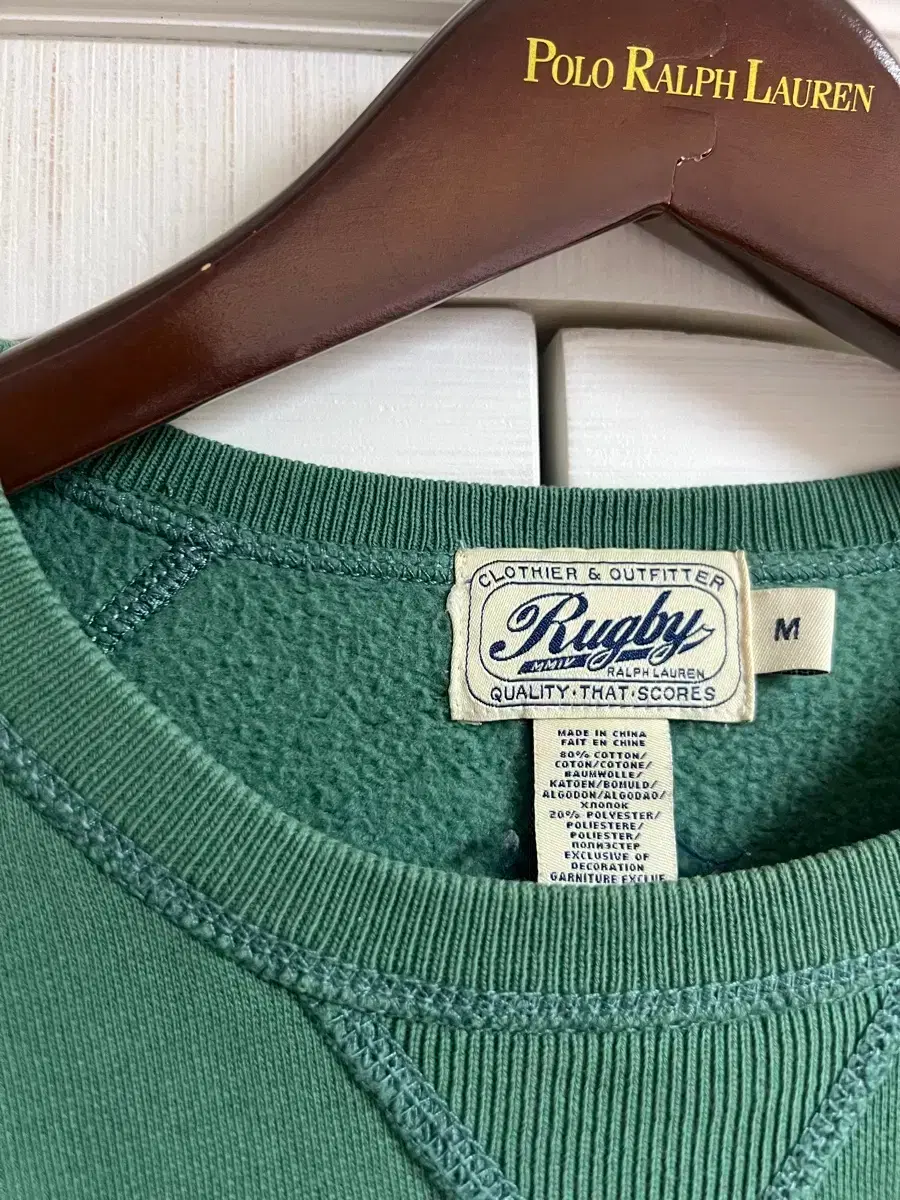 POLO RALPH LAUREN
CLOTHIER & OUTFITTER
Rugby
MMIV
RALPH LAUREN
QUALITY·THAT·SCORES
M
MADE IN CHINA
FAIT EN CHINE
80% COTTON/
COTON/COTONE/
BAUMWOLLE/
KATOEN/BOMULD/
ALGODON/ALGODAO/
ХЛОПОК
20% POLYESTER/
POLIESTERE/
POLIESTER/
ПОЛИЭСТЕР
EXCLUSIVE OF
DECORATION
GARNITURE EXCLUE